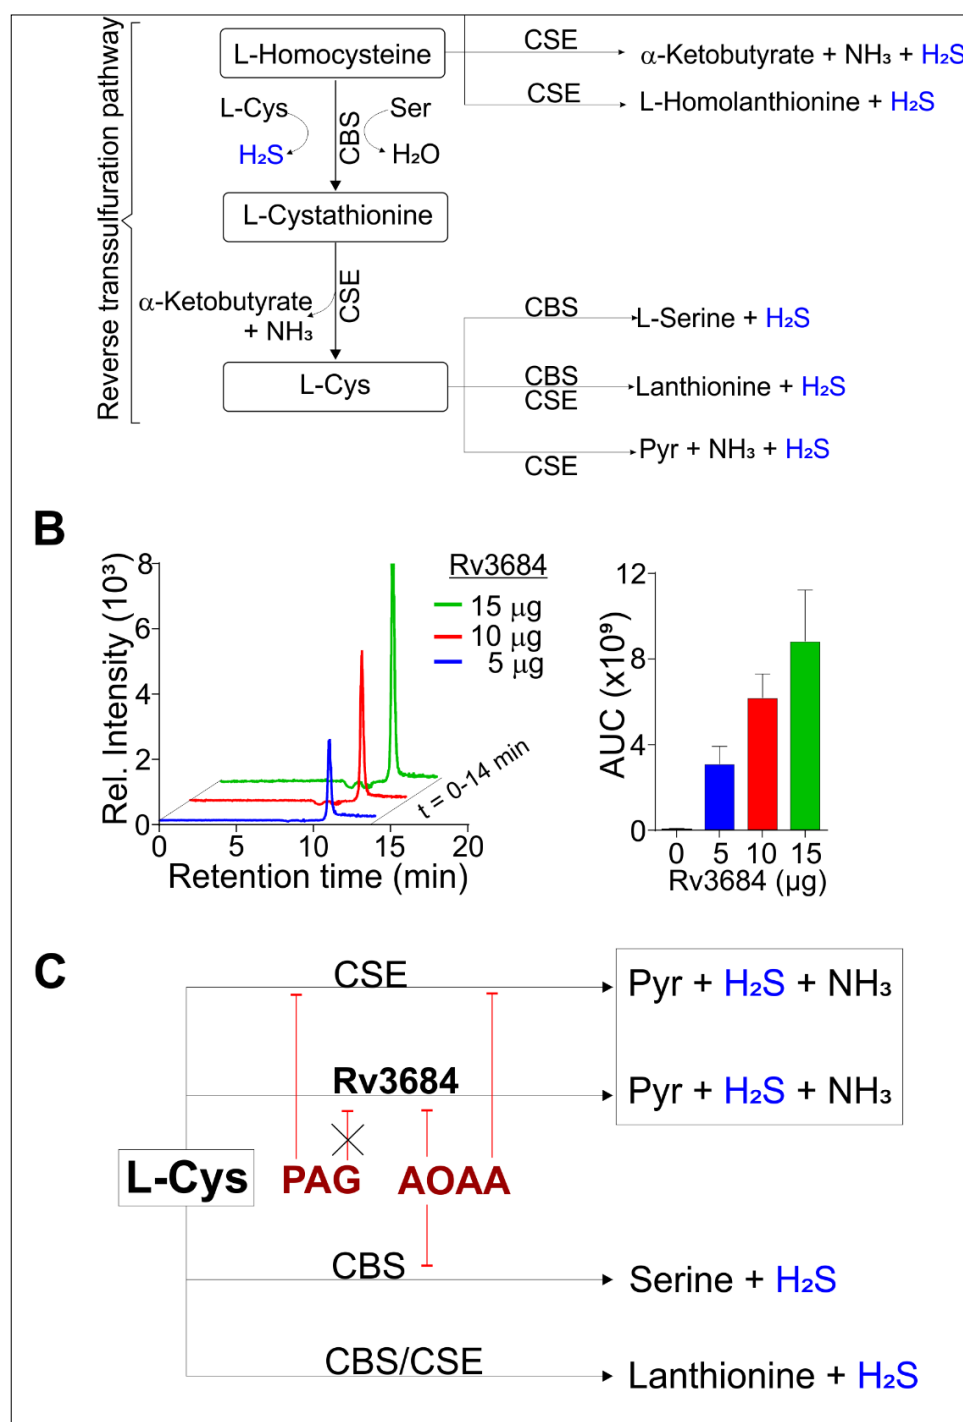 Reverse transsulfuration pathway
L-Homocysteine
CSE
α-Ketobutyrate + NH₃ + H₂S
CSE
L-Homolanthionine + H₂S
L-Cys
Ser
CBS
H₂S
H₂O
L-Cystathionine
α-Ketobutyrate
+ NH₃
CSE
L-Cys
CBS
L-Serine + H₂S
CBS
CSE
Lanthionine + H₂S
CSE
Pyr + NH₃ + H₂S
B
Rel. Intensity (10³)
8
6
4
2
0
0 5 10 15 20
Retention time (min)
t = 0-14 min
Rv3684
15 µg
10 µg
5 µg
AUC (x10⁹)
12
8
4
0
0 5 10 15
Rv3684 (µg)
C
CSE
Pyr + H₂S + NH₃
Rv3684
Pyr + H₂S + NH₃
L-Cys
PAG
AOAA
CBS
Serine + H₂S
CBS/CSE
Lanthionine + H₂S